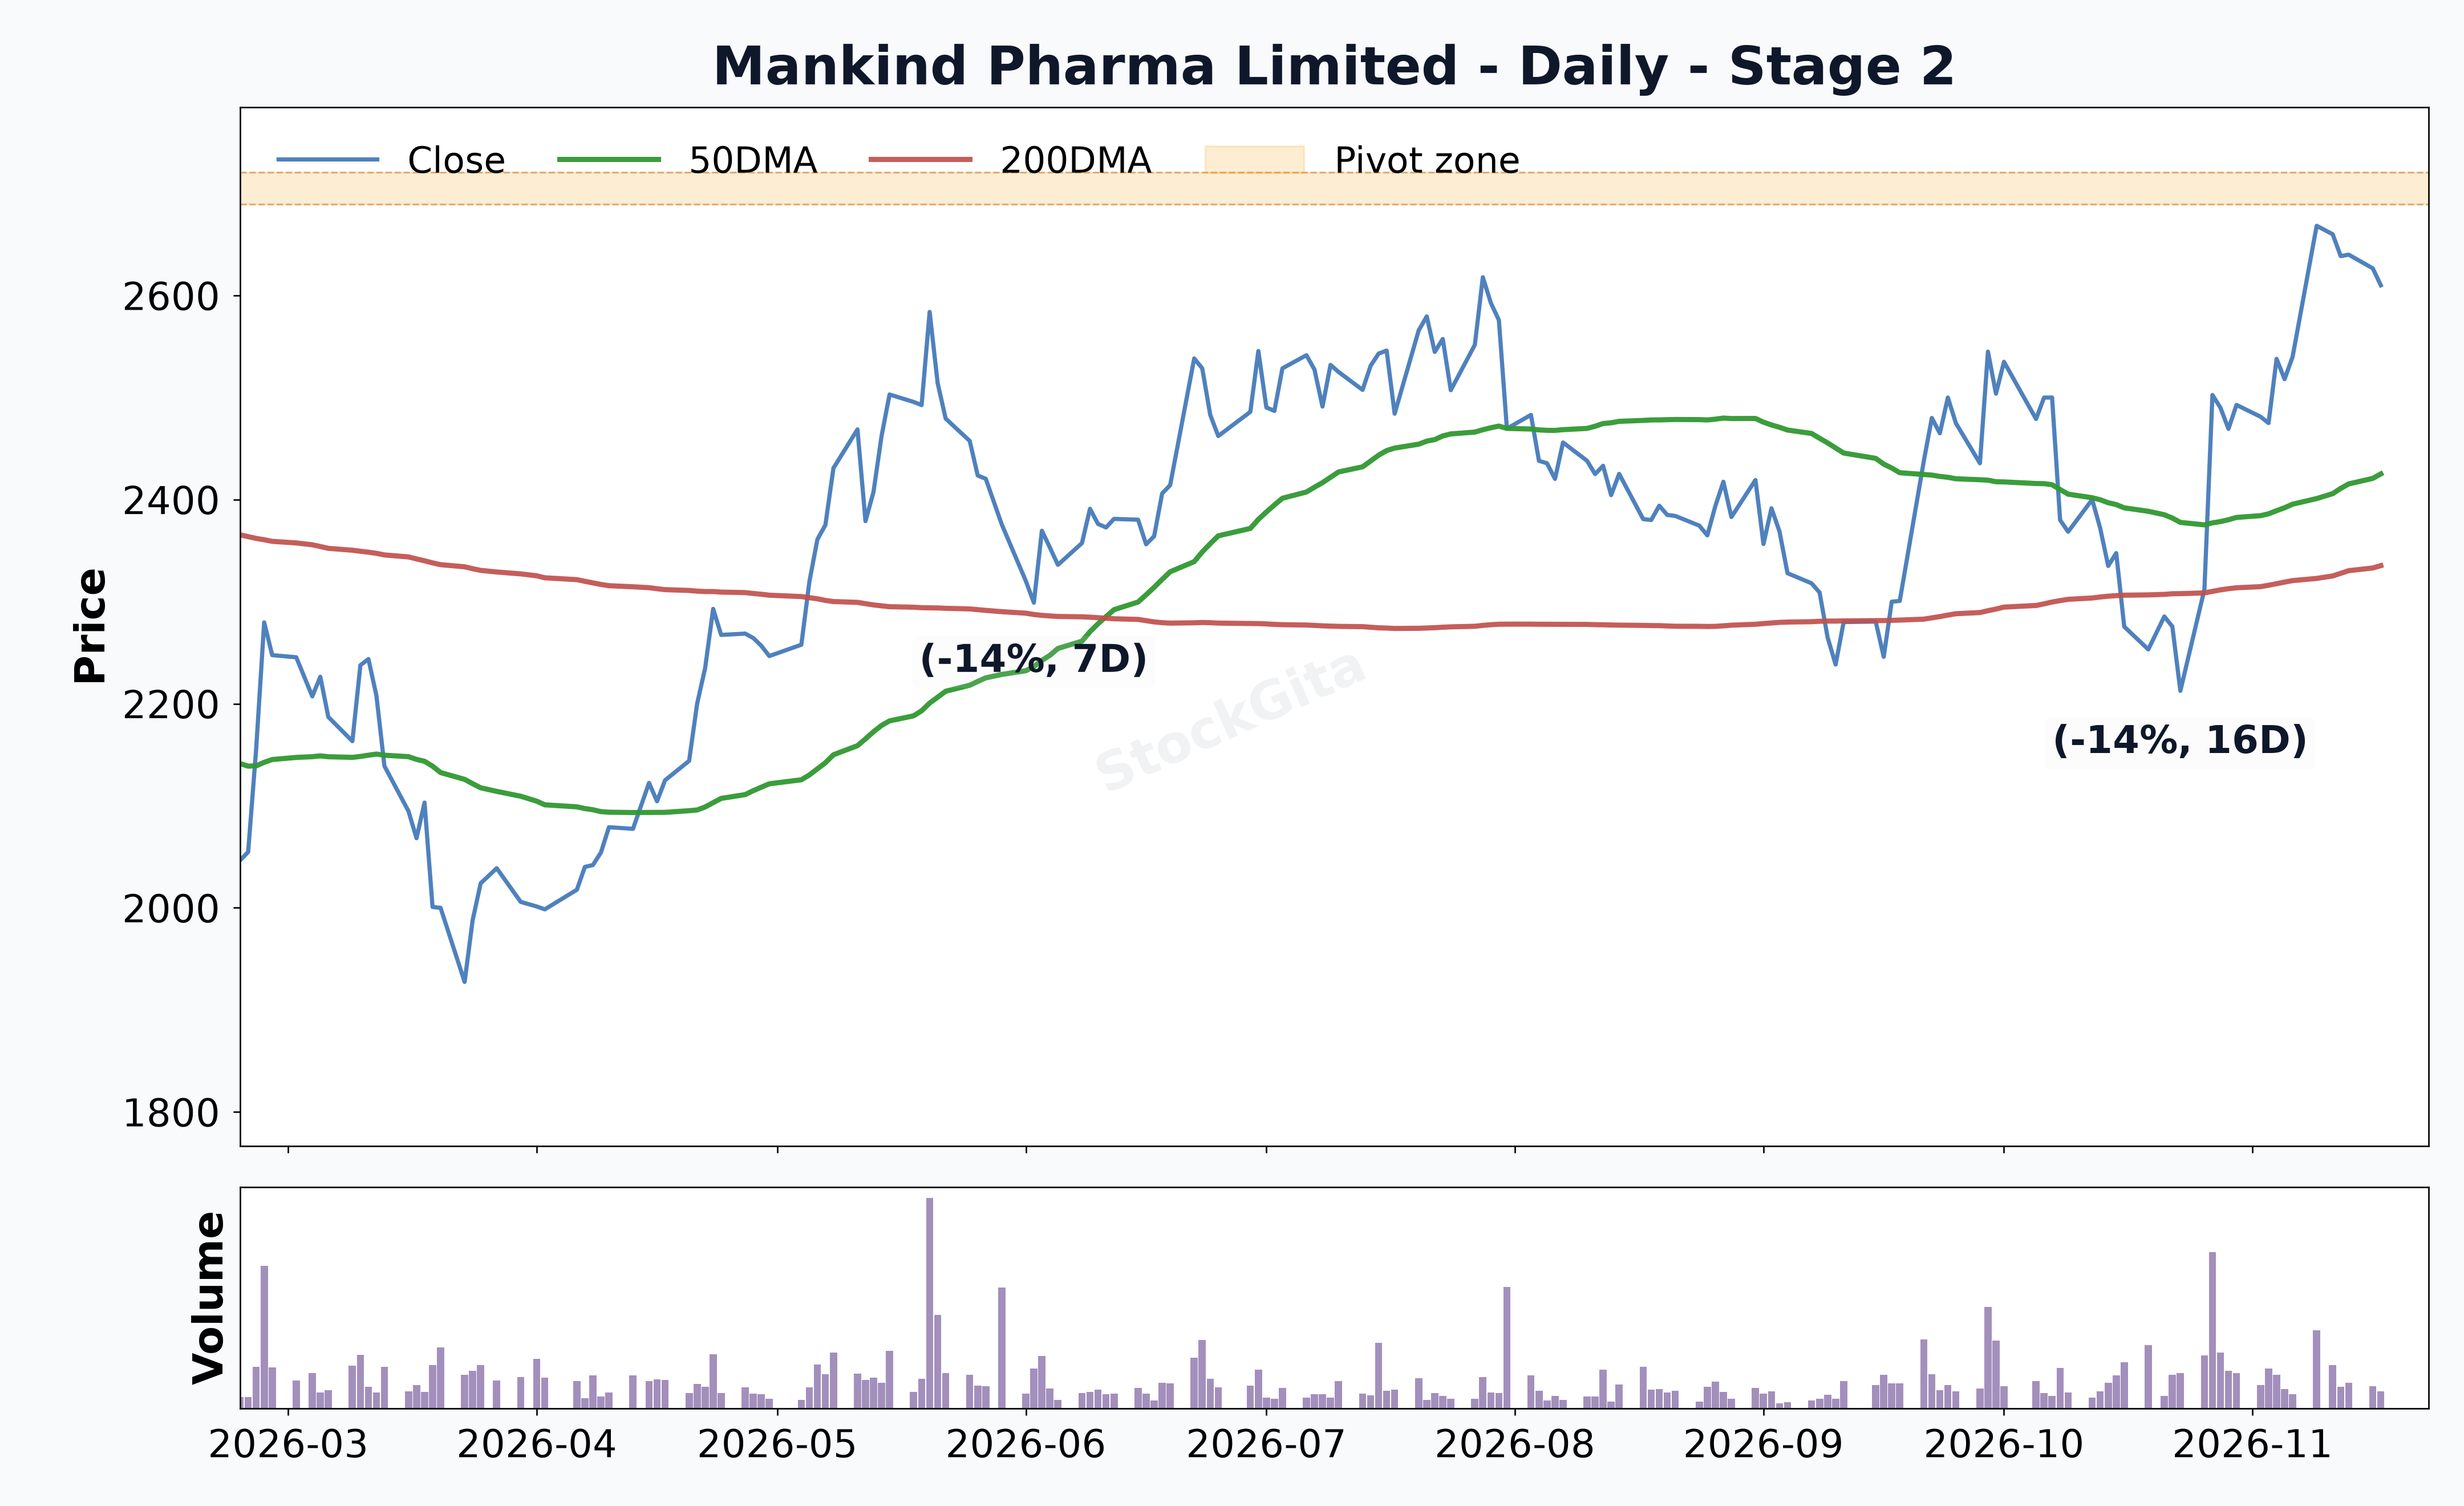 Mankind Pharma Limited - Daily - Stage 2
Close 50DMA 200DMA Pivot zone
Price
2600
2400
2200
2000
1800
(-14%, 7D)
(-14%, 16D)
StockGita
Volume
2026-03 2026-04 2026-05 2026-06 2026-07 2026-08 2026-09 2026-10 2026-11